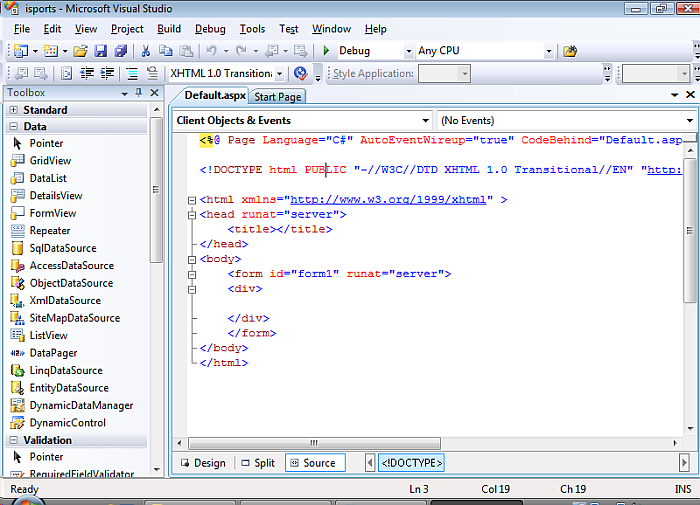 isports - Microsoft Visual Studio
File Edit View Project Build Debug Tools Test Window Help
Debug Any CPU
XHTML 1.0 Transition. Style Application:
Toolbox
Default.aspx Start Page
Standard
Data
Pointer
GridView
DataList
DetailsView
FormView
Repeater
SqlDataSource
AccessDataSource
ObjectDataSource
XmlDataSource
SiteMapDataSource
ListView
DataPager
LinqDataSource
EntityDataSource
DynamicDataManager
DynamicControl
Validation
Pointer
RequiredFieldValidator
Client Objects & Events (No Events)
<%@ Page Language="C#" AutoEventWireup="true" CodeBehind="Default.asp
<!DOCTYPE html PUBLIC "-//W3C//DTD XHTML 1.0 Transitional//EN" "http:
<html xmlns="http://www.w3.org/1999/xhtml" >
<head runat="server">
<title></title>
</head>
<body>
<form id="form1" runat="server">
<div>
</div>
</form>
</body>
</html>
Design Split Source <!DOCTYPE>
Ready Ln 3 Col 19 Ch 19 INS